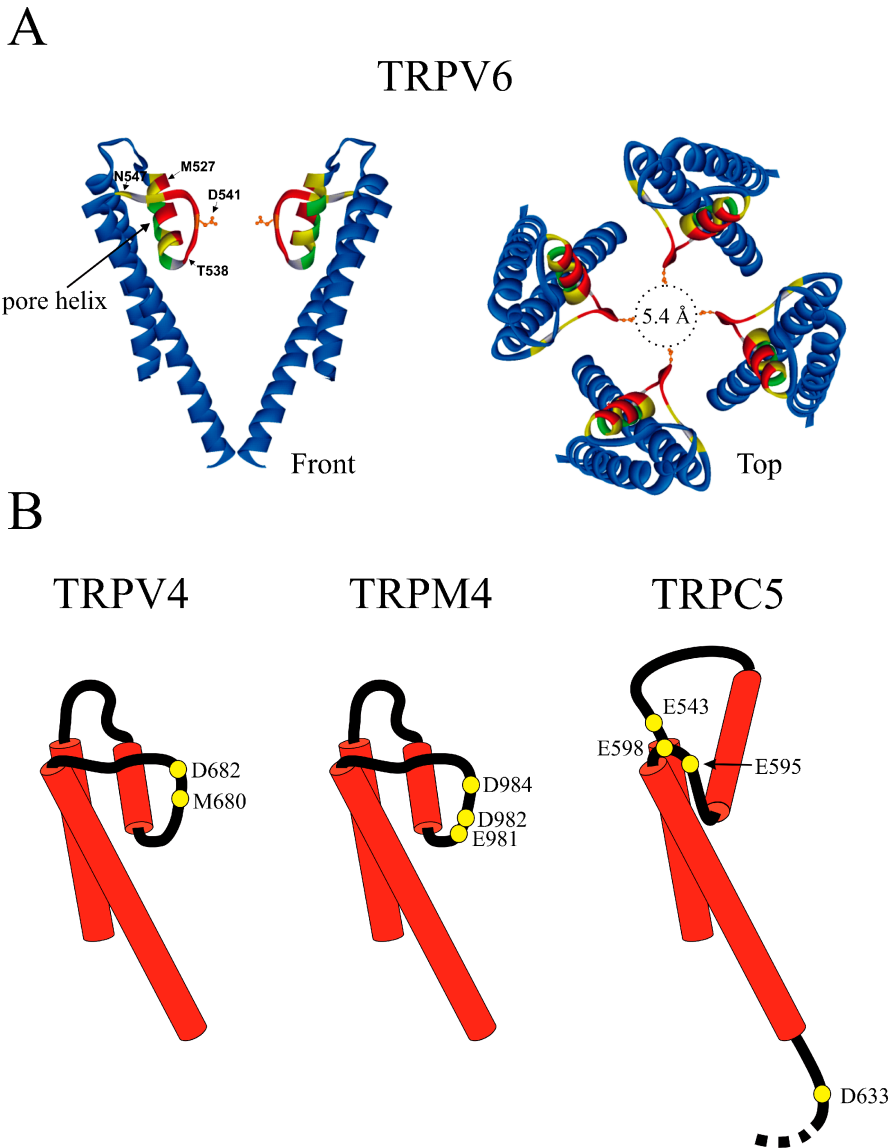 A
TRPV6
N547
M527
D541
T538
pore helix
5.4 Å
Front
Top
B
TRPV4
TRPM4
TRPC5
D682
M680
D984
D982
E981
E543
E598
E595
D633